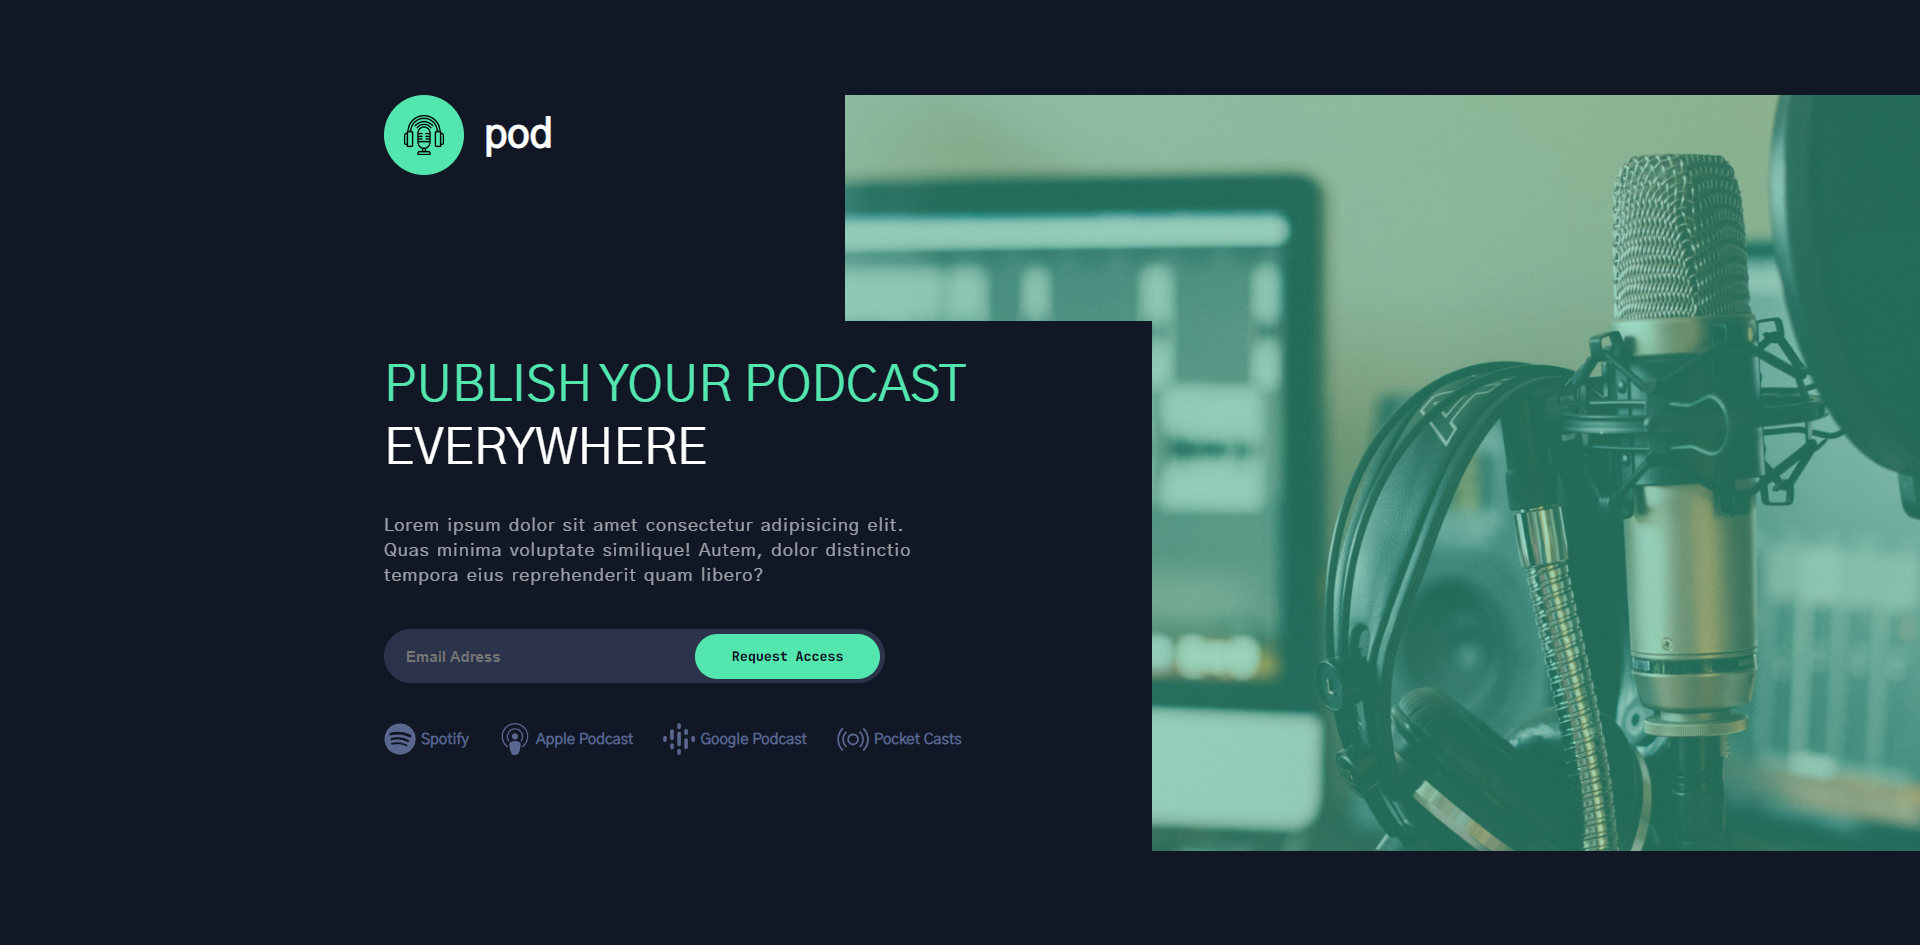 pod
PUBLISH YOUR PODCAST
EVERYWHERE
Lorem ipsum dolor sit amet consectetur adipisicing elit.
Quas minima voluptate similique! Autem, dolor distinctio
tempora eius reprehenderit quam libero?
Email Adress
Request Access
Spotify
Apple Podcast
Google Podcast
Pocket Casts
L